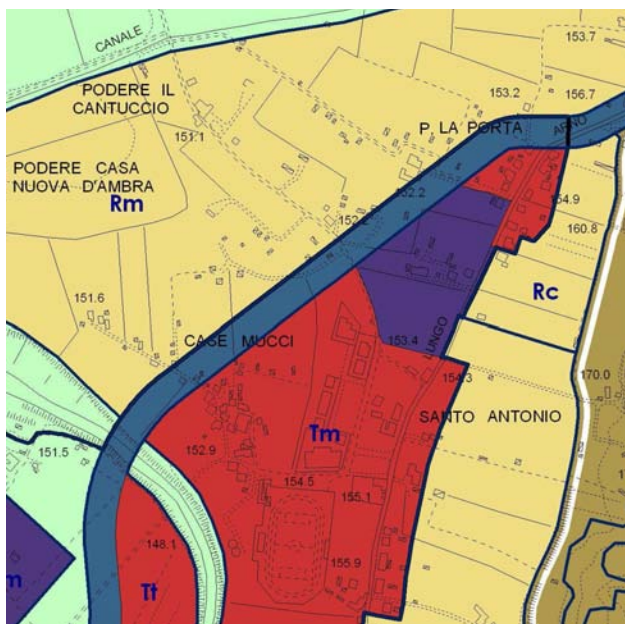 CANALE
153.7
PODERE IL
CANTUCCIO
153.2
156.7
151.1
P. LA PORTA
ARNO
PODERE CASA
NUOVA D'AMBRA
Rm
152.2
154.9
160.8
Rc
151.6
CASE MUCCI
153.4
LUNGO
154.3
170.0
SANTO ANTONIO
Tm
152.9
151.5
154.5
155.1
148.1
155.9
m
Tt